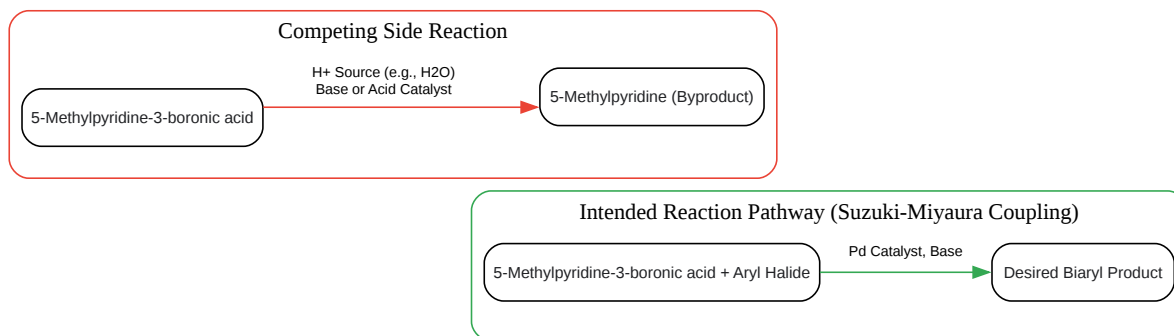 Competing Side Reaction
H+ Source (e.g., H2O)
Base or Acid Catalyst
5-Methylpyridine-3-boronic acid
5-Methylpyridine (Byproduct)
Intended Reaction Pathway (Suzuki-Miyaura Coupling)
Pd Catalyst, Base
5-Methylpyridine-3-boronic acid + Aryl Halide
Desired Biaryl Product